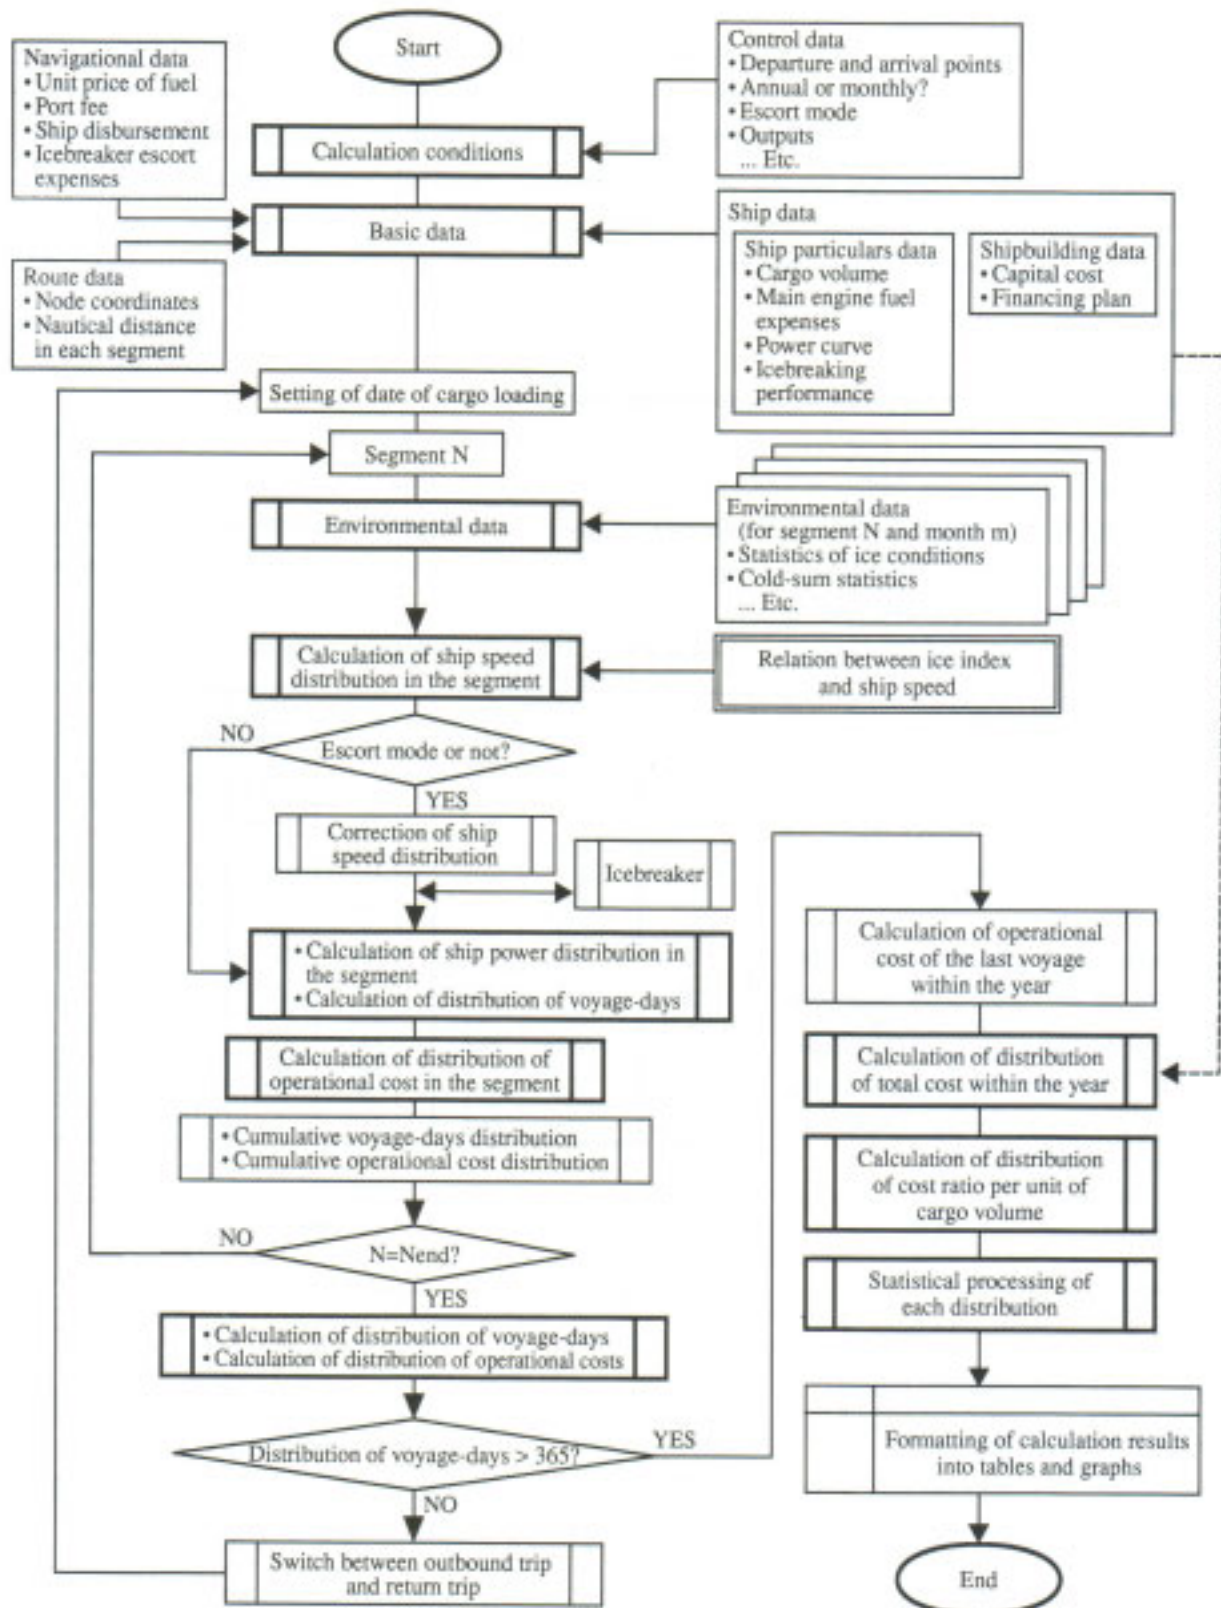 Start
Navigational data
• Unit price of fuel
• Port fee
• Ship disbursement
• Icebreaker escort
expenses
Control data
• Departure and arrival points
• Annual or monthly?
• Escort mode
• Outputs
... Etc.
Calculation conditions
Basic data
Route data
• Node coordinates
• Nautical distance
in each segment
Ship data
Ship particulars data
• Cargo volume
• Main engine fuel
expenses
• Power curve
• Icebreaking
performance
Shipbuilding data
• Capital cost
• Financing plan
Setting of date of cargo loading
Segment N
Environmental data
Environmental data
(for segment N and month m)
• Statistics of ice conditions
• Cold-sum statistics
... Etc.
Calculation of ship speed
distribution in the segment
Relation between ice index
and ship speed
NO
Escort mode or not?
YES
Correction of ship
speed distribution
Icebreaker
• Calculation of ship power distribution in
the segment
• Calculation of distribution of voyage-days
Calculation of distribution of
operational cost in the segment
• Cumulative voyage-days distribution
• Cumulative operational cost distribution
NO
N=Nend?
YES
• Calculation of distribution of voyage-days
• Calculation of distribution of operational costs
Distribution of voyage-days > 365?
YES
NO
Switch between outbound trip
and return trip
Calculation of operational
cost of the last voyage
within the year
Calculation of distribution
of total cost within the year
Calculation of distribution
of cost ratio per unit of
cargo volume
Statistical processing of
each distribution
Formatting of calculation results
into tables and graphs
End